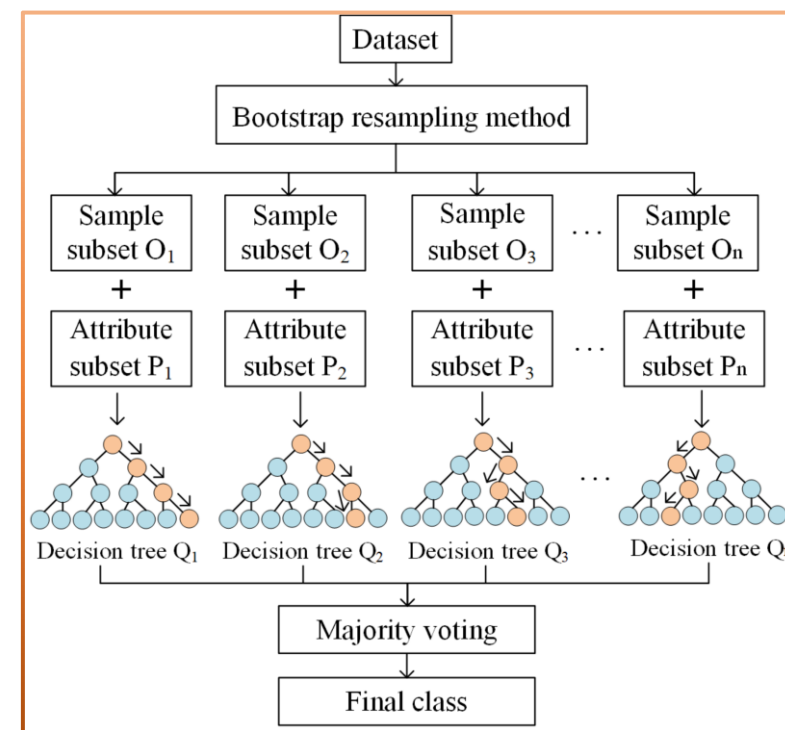 Dataset
Bootstrap resampling method
Sample
subset O₁
Sample
subset O₂
Sample
subset O₃
...
Sample
subset Oₙ
+
+
+
+
Attribute
subset P₁
Attribute
subset P₂
Attribute
subset P₃
...
Attribute
subset Pₙ
...
Decision tree Q₁
Decision tree Q₂
Decision tree Q₃
Decision tree Q
Majority voting
Final class